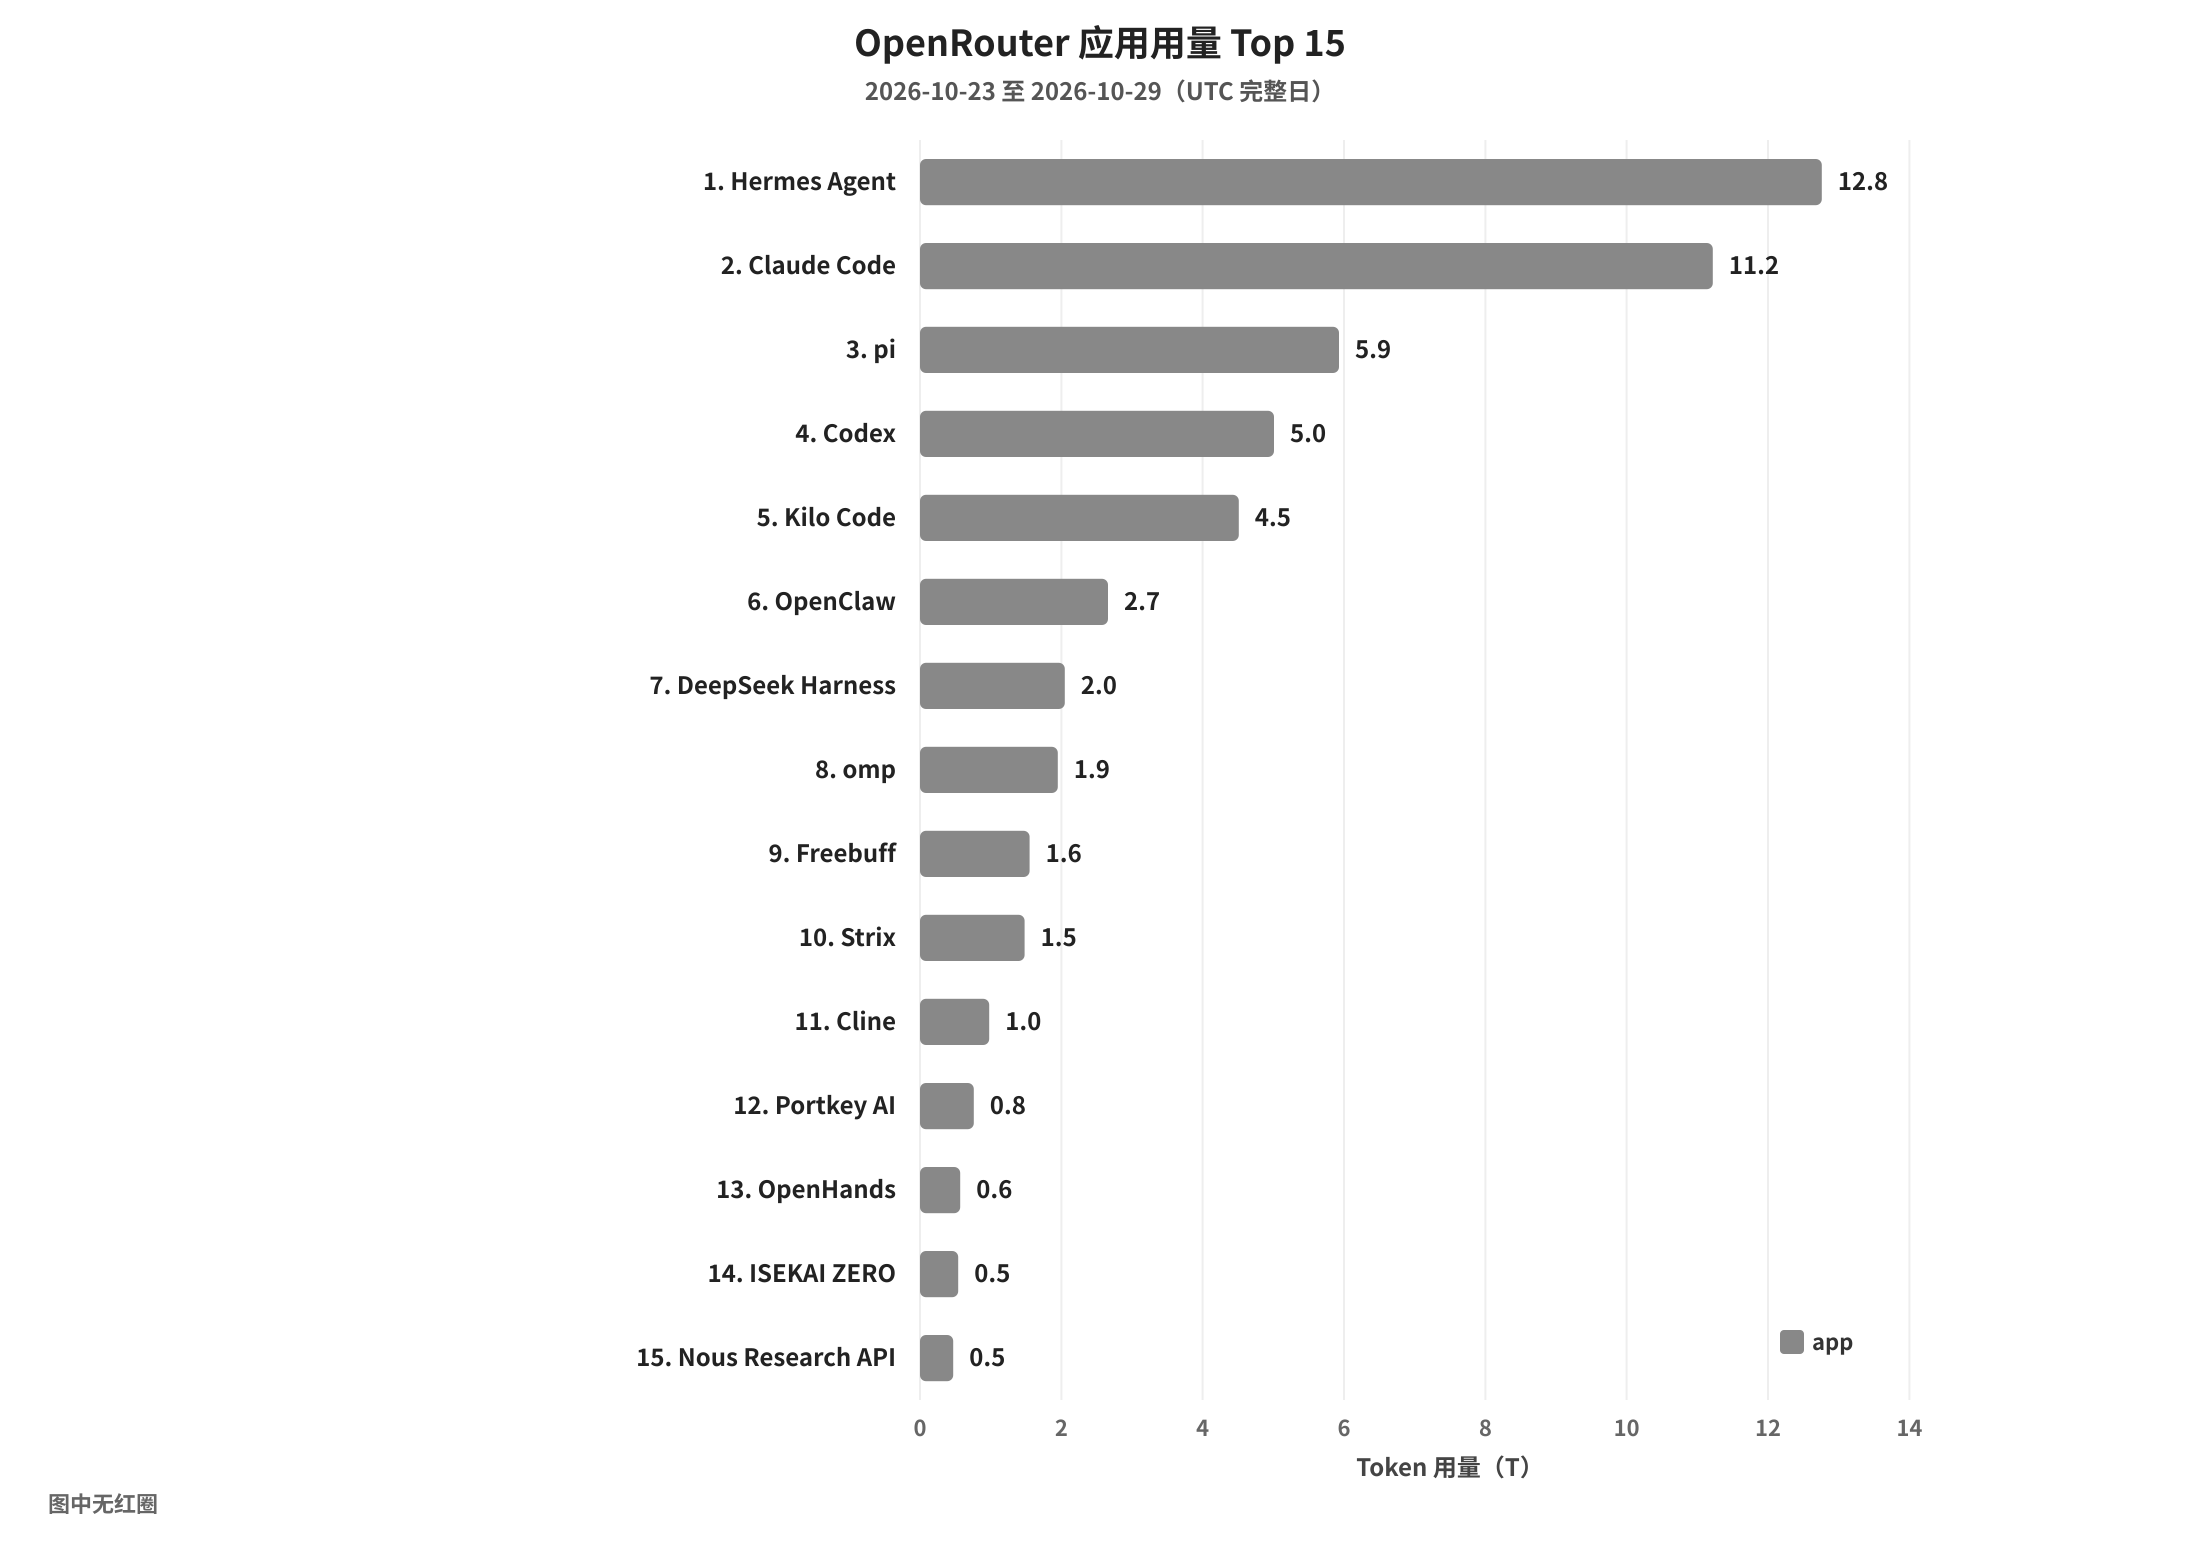 OpenRouter 应用用量 Top 15
2026-10-23 至 2026-10-29（UTC 完整日）
1. Hermes Agent 12.8
2. Claude Code 11.2
3. pi 5.9
4. Codex 5.0
5. Kilo Code 4.5
6. OpenClaw 2.7
7. DeepSeek Harness 2.0
8. omp 1.9
9. Freebuff 1.6
10. Strix 1.5
11. Cline 1.0
12. Portkey AI 0.8
13. OpenHands 0.6
14. ISEKAI ZERO 0.5
app
15. Nous Research API 0.5
0 2 4 6 8 10 12 14
Token 用量（T）
图中无红圈